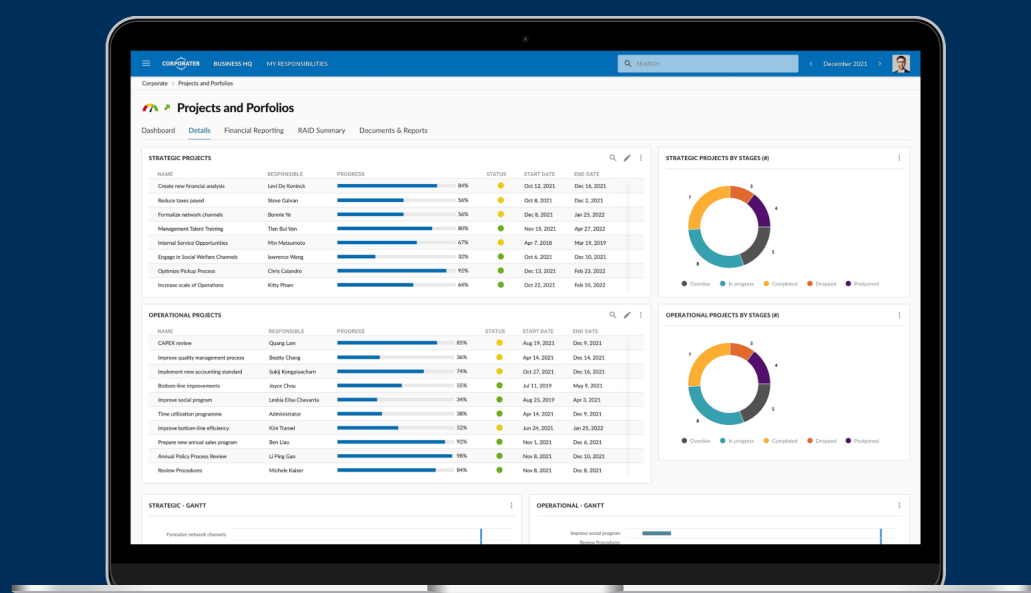 CORPORATER BUSINESS HQ MY RESPONSIBILITIES SEARCH December 2021
Corporate > Projects and Porfolios
Projects and Porfolios
Dashboard Details Financial Reporting RAID Summary Documents & Reports
STRATEGIC PROJECTS
NAME RESPONSIBLE PROGRESS STATUS START DATE END DATE
Create new financial analysis Levi De Koninck 84% Oct 12, 2021 Dec 16, 2021
Reduce taxes payed Steve Galvan 56% Oct 8, 2021 Dec 2, 2021
Formalize network channels Bonnie Ye 56% Dec 8, 2021 Jan 25, 2022
Management Talent Training Tien Bui Van 80% Nov 15, 2021 Apr 27, 2022
Internal Service Opportunities Min Matsumoto 67% Apr 7, 2018 Mar 19, 2019
Engage in Social Welfare Channels lawrence Wang 32% Oct 6, 2021 Dec 10, 2021
Optimize Pickup Process Chris Calandro 92% Dec 13, 2021 Feb 23, 2022
Increase scale of Operations Kitty Pham 64% Oct 22, 2021 Feb 10, 2022
STRATEGIC PROJECTS BY STAGES (#)
3
7
4
5
8
Overdue In progress Completed Dropped Postponed
OPERATIONAL PROJECTS
NAME RESPONSIBLE PROGRESS STATUS START DATE END DATE
CAPEX review Quang Lam 85% Aug 19, 2021 Dec 9, 2021
Improve quality management process Beatty Chang 36% Apr 14, 2021 Dec 14, 2021
Implement new accounting standard Sukij Kongpiyacharn 74% Oct 27, 2021 Dec 16, 2021
Bottom-line improvements Joyce Chou 55% Jul 11, 2019 May 9, 2021
Improve social program Lesbia Elisa Chavarria 34% Aug 25, 2019 Apr 3, 2021
Time utilization programme Administrator 38% Apr 14, 2021 Dec 9, 2021
Improve bottom-line efficiency Kim Tramel 52% Jun 24, 2021 Jan 25, 2022
Prepare new annual sales program Ben Liao 92% Nov 1, 2021 Dec 6, 2021
Annual Policy Process Review Li Ping Gao 98% Nov 8, 2021 Dec 10, 2021
Review Procedures Michele Kaiser 84% Nov 8, 2021 Dec 8, 2021
OPERATIONAL PROJECTS BY STAGES (#)
3
7
4
5
8
Overdue In progress Completed Dropped Postponed
STRATEGIC - GANTT
Formalize network channels
OPERATIONAL - GANTT
Improve social program
Review Procedures